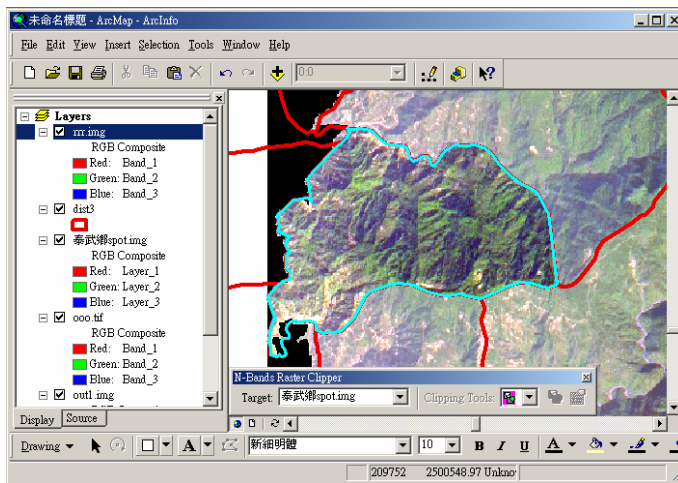 未命名標題 - ArcMap - ArcInfo
File Edit View Insert Selection Tools Window Help
0:0
Layers
rrr.img
RGB Composite
Red: Band_1
Green: Band_2
Blue: Band_3
dist3
泰武鄉spot.img
RGB Composite
Red: Layer_1
Green: Layer_2
Blue: Layer_3
ooo.tif
RGB Composite
Red: Band_1
Green: Band_2
Blue: Band_3
out1.img
Display Source
N-Bands Raster Clipper
Target: 泰武鄉spot.img Clipping Tools:
Drawing A 新細明體 10 B I U A
209752 2500548.97 Unkno